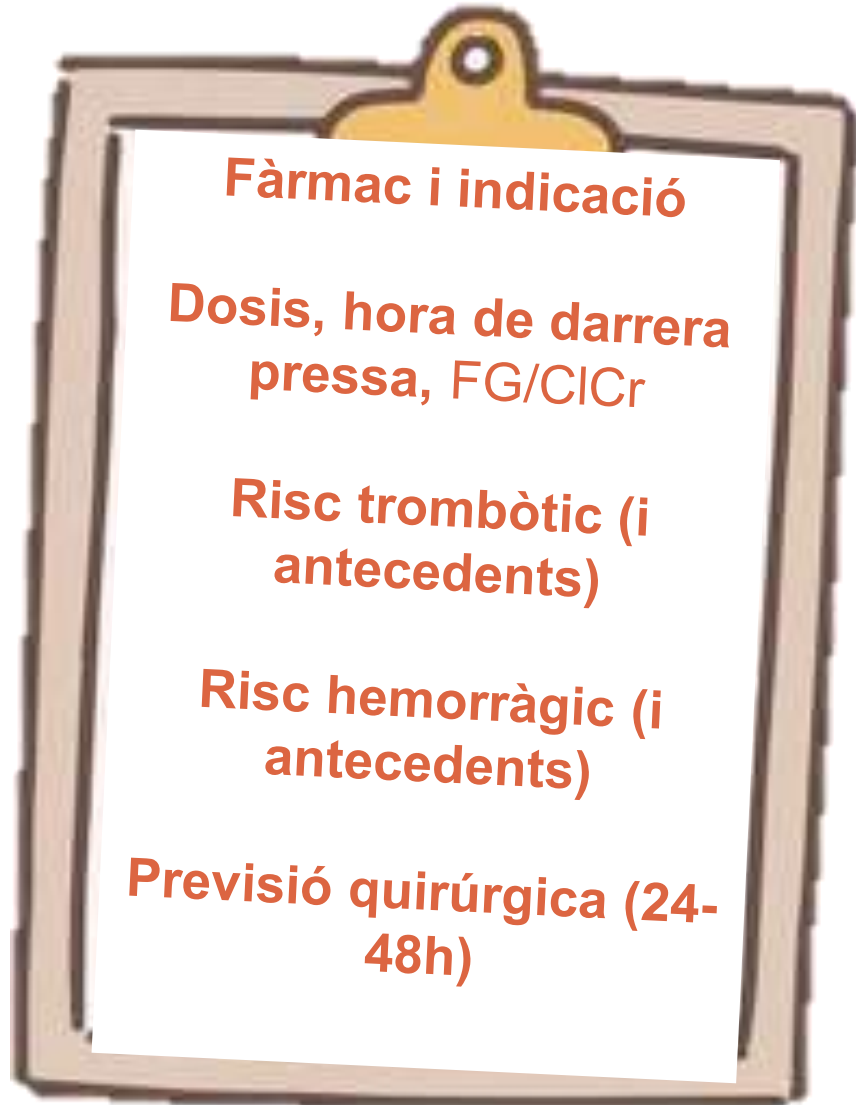 Fàrmac i indicació
Dosis, hora de darrera
pressa, FG/ClCr
Risc trombòtic (i
antecedents)
Risc hemorràgic (i
antecedents)
Previsió quirúrgica (24-
48h)